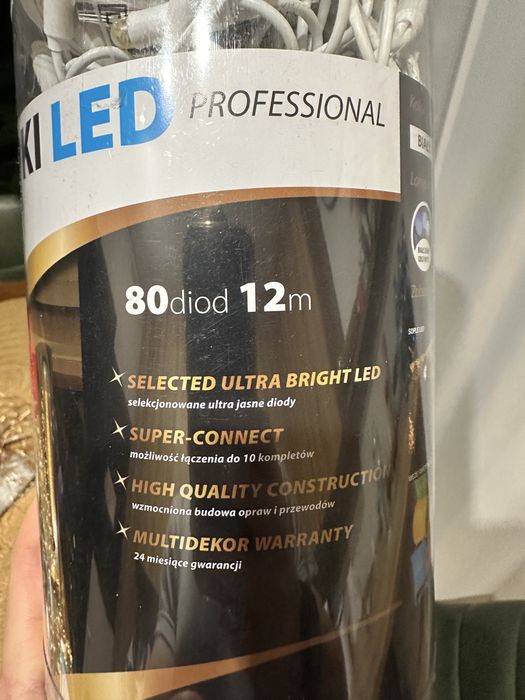 KI LED PROFESSIONAL
80diod 12m
SELECTED ULTRA BRIGHT LED
selekcjonowane ultra jasne diody
SUPER-CONNECT
możliwość łączenia do 10 kompletów
HIGH QUALITY CONSTRUCTION
wzmocniona budowa opraw i przewodów
MULTIDEKOR WARRANTY
24 miesiące gwarancji